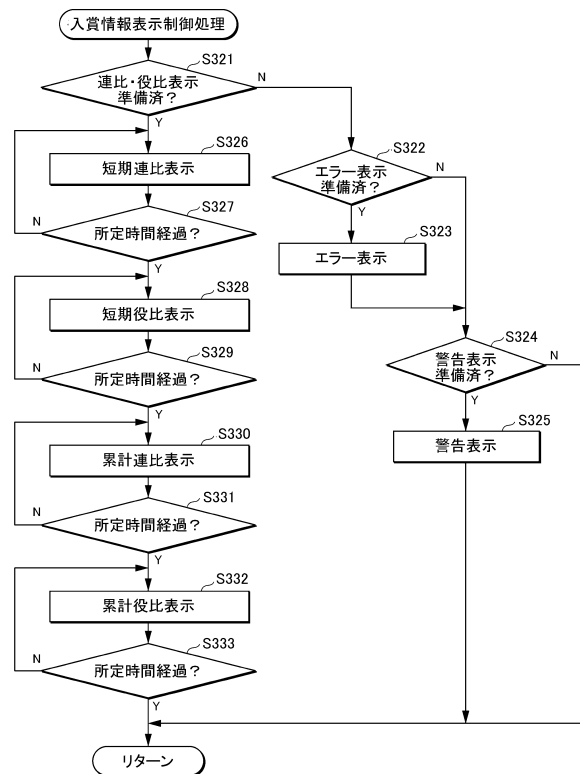 入賞情報表示制御処理
S321
連比・役比表示
準備済？
N
Y
S326
短期連比表示
S327
所定時間経過？
N
Y
S328
短期役比表示
S329
所定時間経過？
N
Y
S330
累計連比表示
S331
所定時間経過？
N
Y
S332
累計役比表示
S333
所定時間経過？
N
Y
リターン
S322
エラー表示
準備済？
N
Y
S323
エラー表示
S324
警告表示
準備済？
N
Y
S325
警告表示